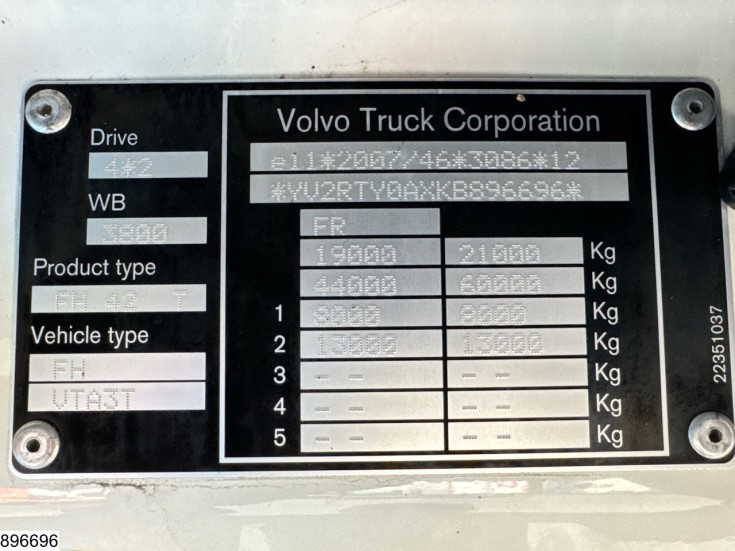 Drive
4*2
WB
3800
Product type
FH 42 T
Vehicle type
FH
VTA3T
Volvo Truck Corporation
e11*2007/46*3086*12
*YV2RTY0AXKB896696*
FR
19000 21000 Kg
44000 60000 Kg
1 8000 8000 Kg
2 13000 13000 Kg
3 -- -- -- -- Kg
4 -- -- -- -- Kg
5 -- -- -- -- Kg
22351037
896696